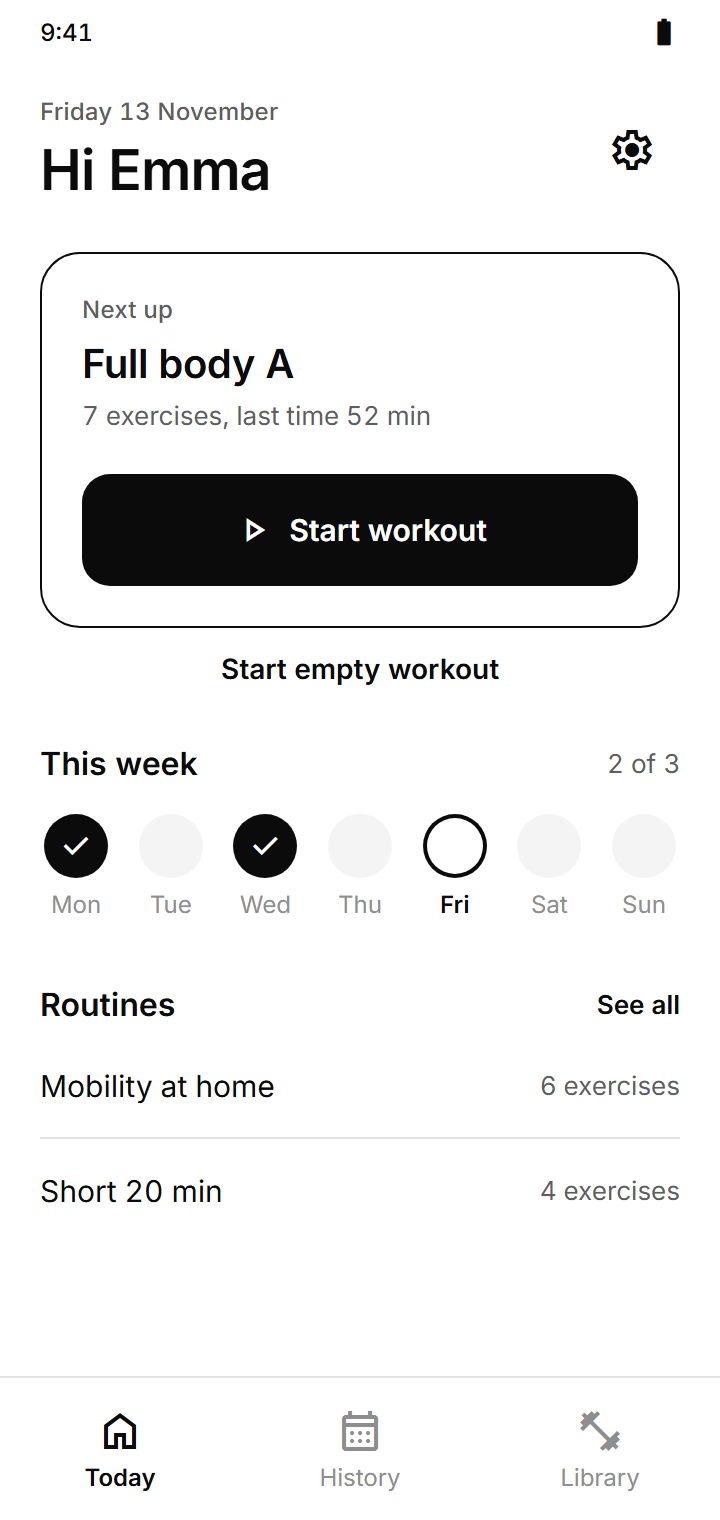 9:41
Friday 13 November
Hi Emma
Next up
Full body A
7 exercises, last time 52 min
Start workout
Start empty workout
This week
2 of 3
Mon Tue Wed Thu Fri Sat Sun
Routines
See all
Mobility at home
6 exercises
Short 20 min
4 exercises
Today History Library